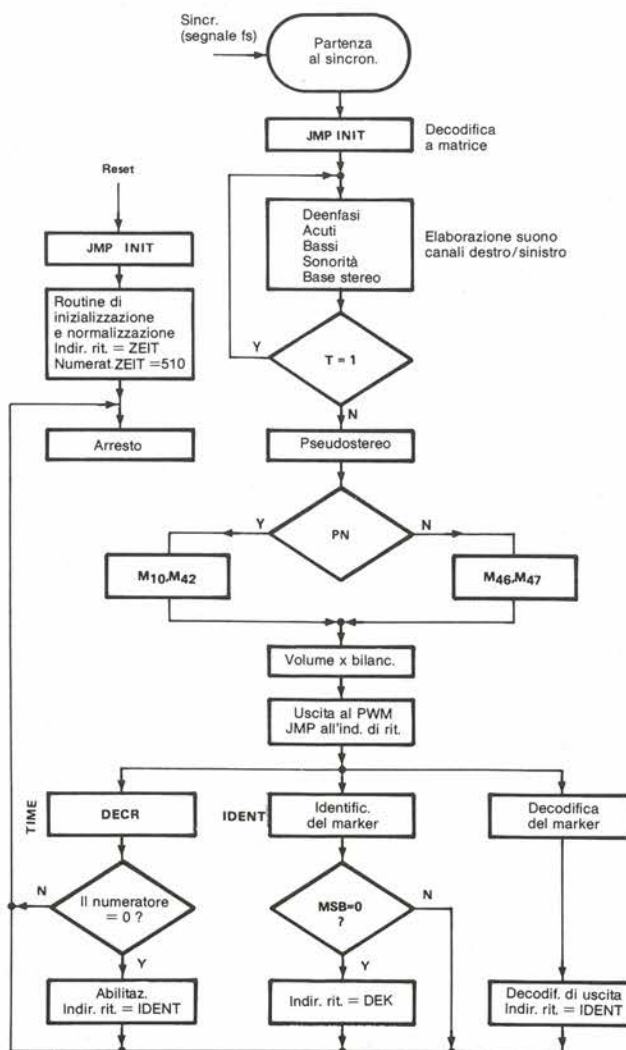 Sincr.
(segnale fs)
Partenza
al sincron.
JMP INIT
Decodifica
a matrice
Reset
JMP INIT
Routine di
inizializzazione
e normalizzazione
Indir. rit. = ZEIT
Numerat. ZEIT = 510
Arresto
Deenfasi
Acuti
Bassi
Sonorità
Base stereo
Elaborazione suono
canali destro/sinistro
Y
T = 1
N
Pseudostereo
Y
PN
N
M10,M42
M46,M47
Volume x bilanc.
Uscita al PWM
JMP all'ind. di rit.
TIME
DECR
IDENT
Identific.
del marker
Decodifica
del marker
N
Il numeratore
= 0 ?
Y
MSB=0
?
N
Y
Abilitaz.
Indir. rit. = IDENT
Indir. rit. = DEK
Decodif. di uscita
Indir. rit. = IDENT